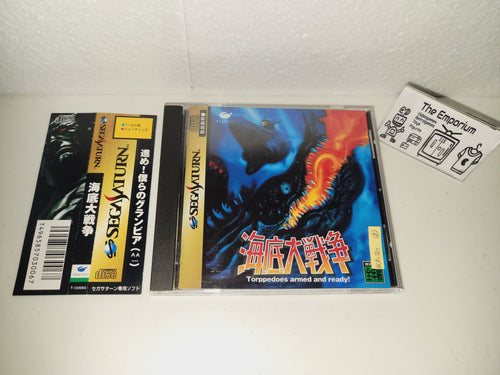 SEGA SATURN
進め！僕らのグランビア(^^)
海底大戦争
T4965857030067
T-10006G
セガサターン専用ソフト
SEGA SATURN
海底大戦争
Torppedoes armed and ready!
The Emporium